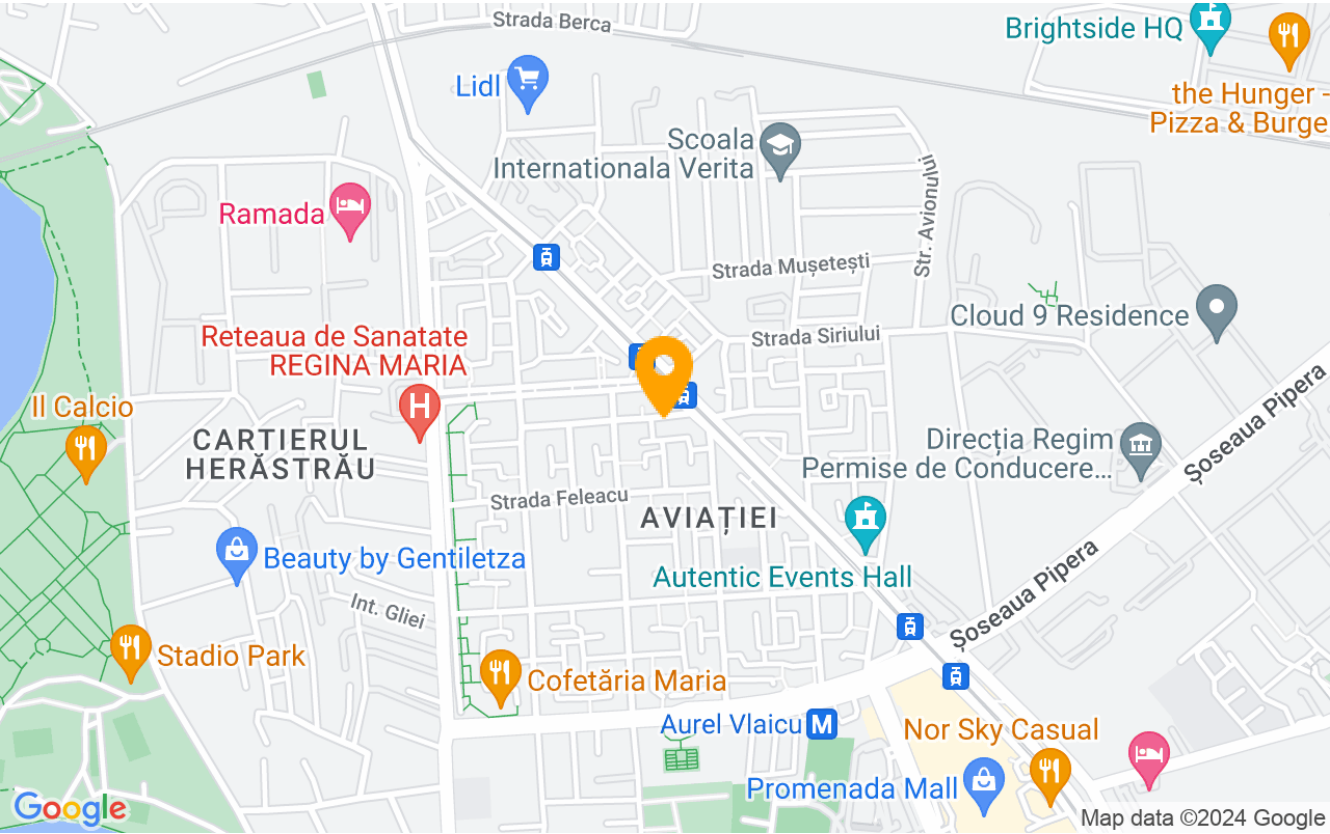 Strada Berca
Brightside HQ
Lidl
the Hunger -
Pizza & Burge
Scoala
Internationala Verita
Str. Avionului
Ramada
Strada Mușetești
Cloud 9 Residence
Strada Siriului
Reteaua de Sanatate
REGINA MARIA
H
Il Calcio
Șoseaua Pipera
CARTIERUL
HERĂSTRĂU
Direcția Regim
Permise de Conducere...
Strada Feleacu
AVIAȚIEI
Beauty by Gentiletza
Autentic Events Hall
Int. Gliei
Șoseaua Pipera
Stadio Park
Cofetăria Maria
Aurel Vlaicu M
Nor Sky Casual
Promenada Mall
Google
Map data ©2024 Google